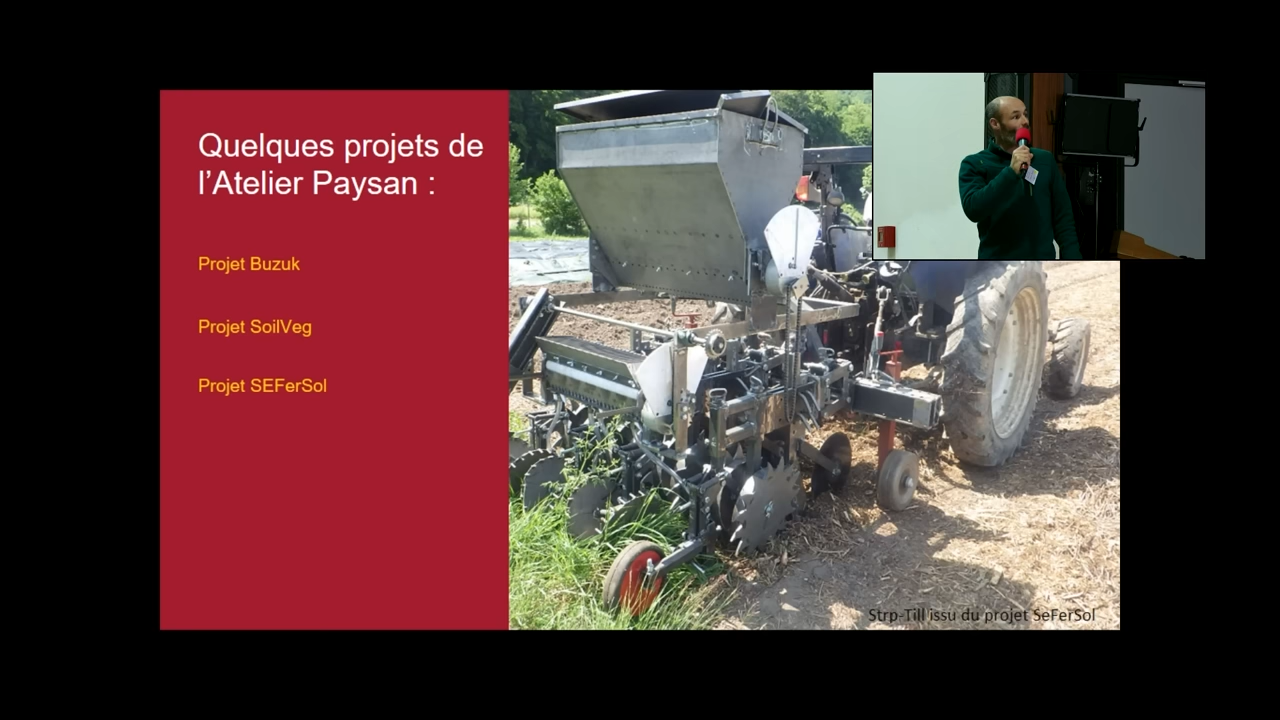 Quelques projets de
l’Atelier Paysan :
Projet Buzuk
Projet SoilVeg
Projet SEFerSol
Strp-Till issu du projet SeFerSol